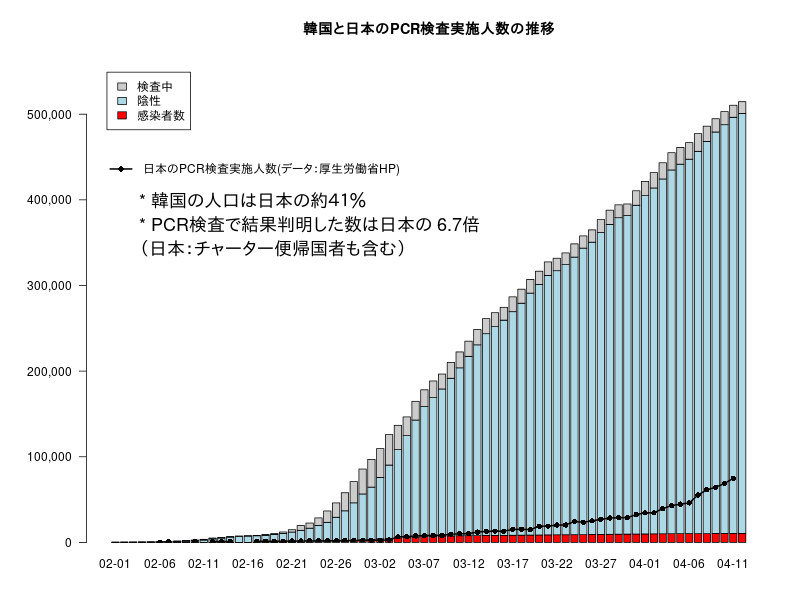 韓国と日本のPCR検査実施人数の推移
検査中
陰性
感染者数
日本のPCR検査実施人数(データ：厚生労働省HP)
* 韓国の人口は日本の約41%
* PCR検査で結果判明した数は日本の 6.7倍
（日本：チャーター便帰国者も含む）
500,000
400,000
300,000
200,000
100,000
0
02-01 02-06 02-11 02-16 02-21 02-26 03-02 03-07 03-12 03-17 03-22 03-27 04-01 04-06 04-11